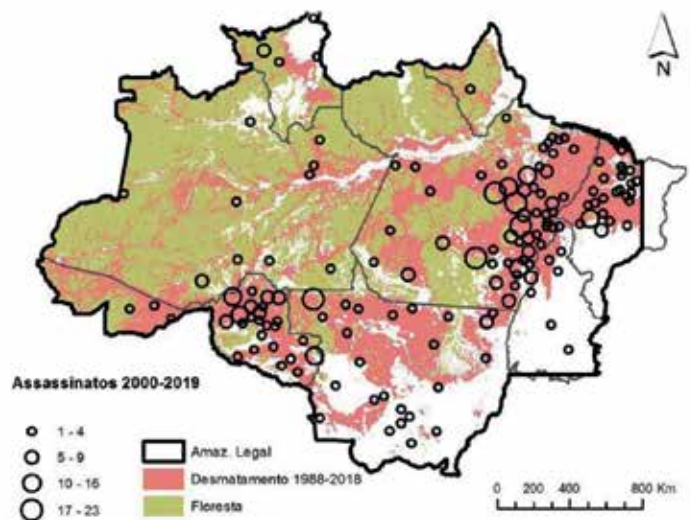 N
Assassinatos 2000-2019
1 - 4
5 - 9
10 - 16
17 - 23
Amaz. Legal
Desmatamento 1988-2018
Floresta
0 200 400 800 Km